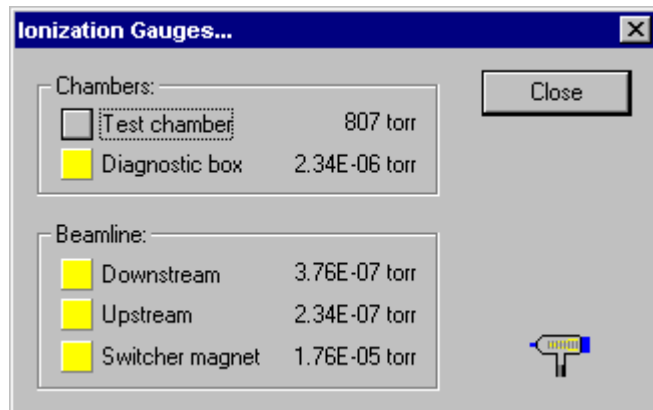 Ionization Gauges...
Chambers:
Close
Test chamber 807 torr
Diagnostic box 2.34E-06 torr
Beamline:
Downstream 3.76E-07 torr
Upstream 2.34E-07 torr
Switcher magnet 1.76E-05 torr